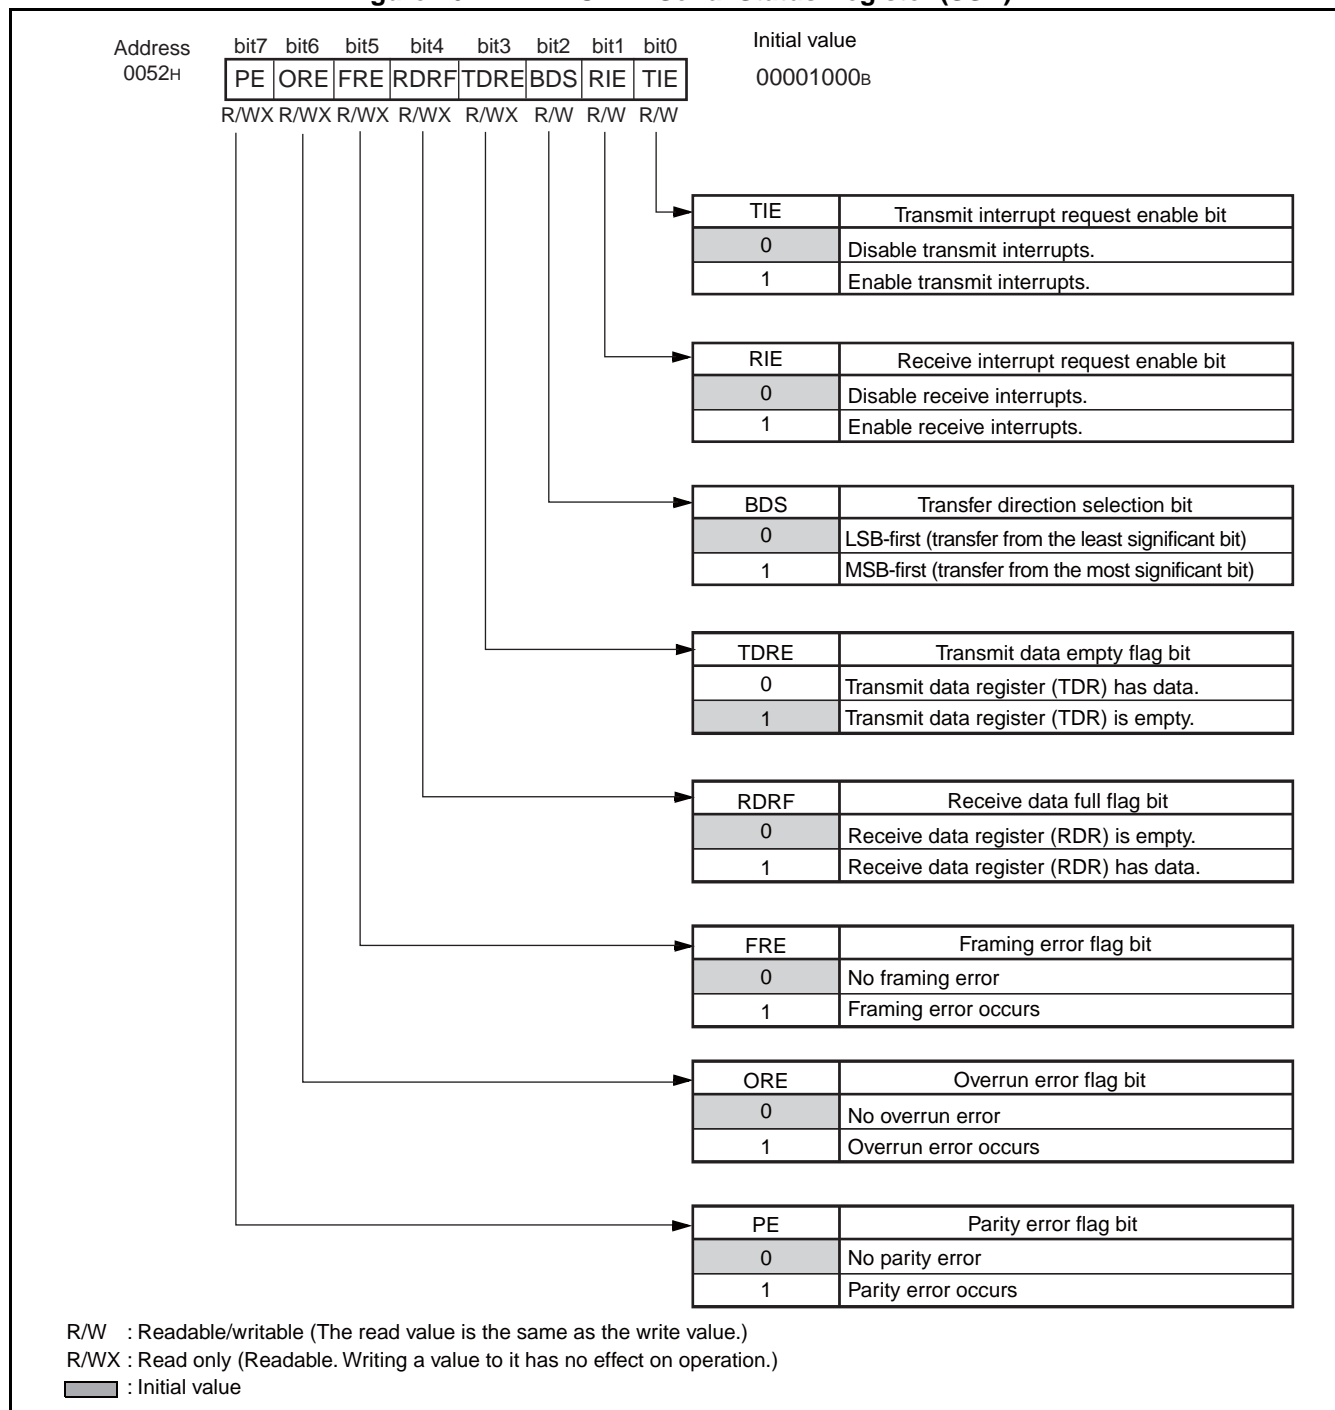 Address bit7 bit6 bit5 bit4 bit3 bit2 bit1 bit0 Initial value
0052H PE ORE FRE RDRF TDRE BDS RIE TIE 00001000B
R/WX R/WX R/WX R/WX R/WX R/W R/W R/W
TIE Transmit interrupt request enable bit
0 Disable transmit interrupts.
1 Enable transmit interrupts.
RIE Receive interrupt request enable bit
0 Disable receive interrupts.
1 Enable receive interrupts.
BDS Transfer direction selection bit
0 LSB-first (transfer from the least significant bit)
1 MSB-first (transfer from the most significant bit)
TDRE Transmit data empty flag bit
0 Transmit data register (TDR) has data.
1 Transmit data register (TDR) is empty.
RDRF Receive data full flag bit
0 Receive data register (RDR) is empty.
1 Receive data register (RDR) has data.
FRE Framing error flag bit
0 No framing error
1 Framing error occurs
ORE Overrun error flag bit
0 No overrun error
1 Overrun error occurs
PE Parity error flag bit
0 No parity error
1 Parity error occurs
R/W : Readable/writable (The read value is the same as the write value.)
R/WX : Read only (Readable. Writing a value to it has no effect on operation.)
: Initial value